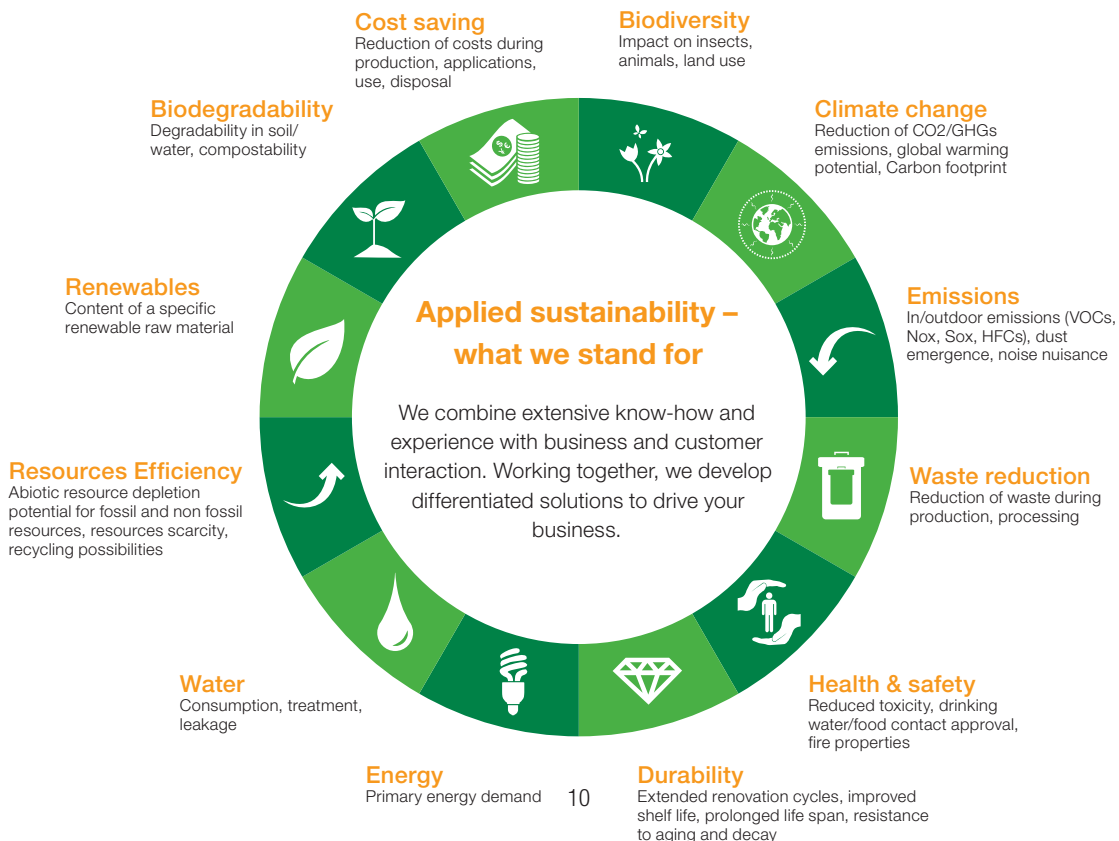 Cost saving
Reduction of costs during
production, applications,
use, disposal
Biodiversity
Impact on insects,
animals, land use
Climate change
Reduction of CO2/GHGs
emissions, global warming
potential, Carbon footprint
Emissions
In/outdoor emissions (VOCs,
Nox, Sox, HFCs), dust
emergence, noise nuisance
Waste reduction
Reduction of waste during
production, processing
Health & safety
Reduced toxicity, drinking
water/food contact approval,
fire properties
Durability
Extended renovation cycles, improved
shelf life, prolonged life span, resistance
to aging and decay
Energy
Primary energy demand
Water
Consumption, treatment,
leakage
Resources Efficiency
Abiotic resource depletion
potential for fossil and non fossil
resources, resources scarcity,
recycling possibilities
Renewables
Content of a specific
renewable raw material
Biodegradability
Degradability in soil/
water, compostability
Applied sustainability –
what we stand for
We combine extensive know-how and
experience with business and customer
interaction. Working together, we develop
differentiated solutions to drive your
business.
10